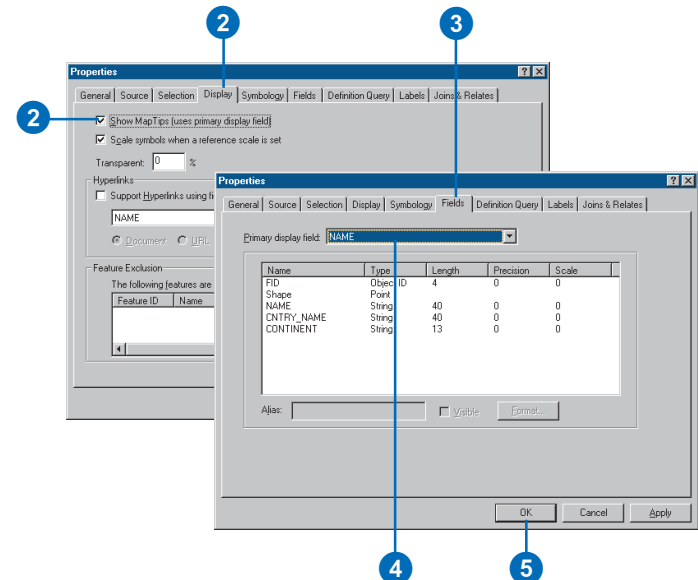 2
3
Properties
General Source Selection Display Symbology Fields Definition Query Labels Joins & Relates
2
Show MapTips (uses primary display field)
Scale symbols when a reference scale is set
Transparent: 0 %
Hyperlinks
Support Hyperlinks using fi
NAME
Document URL
Feature Exclusion
The following features are
Feature ID Name
Properties
General Source Selection Display Symbology Fields Definition Query Labels Joins & Relates
Primary display field: NAME
Name Type Length Precision Scale
FID Object ID 4 0 0
Shape Point
NAME String 40 0 0
CNTRY_NAME String 40 0 0
CONTINENT String 13 0 0
Alias: Visible Format...
OK Cancel Apply
4
5